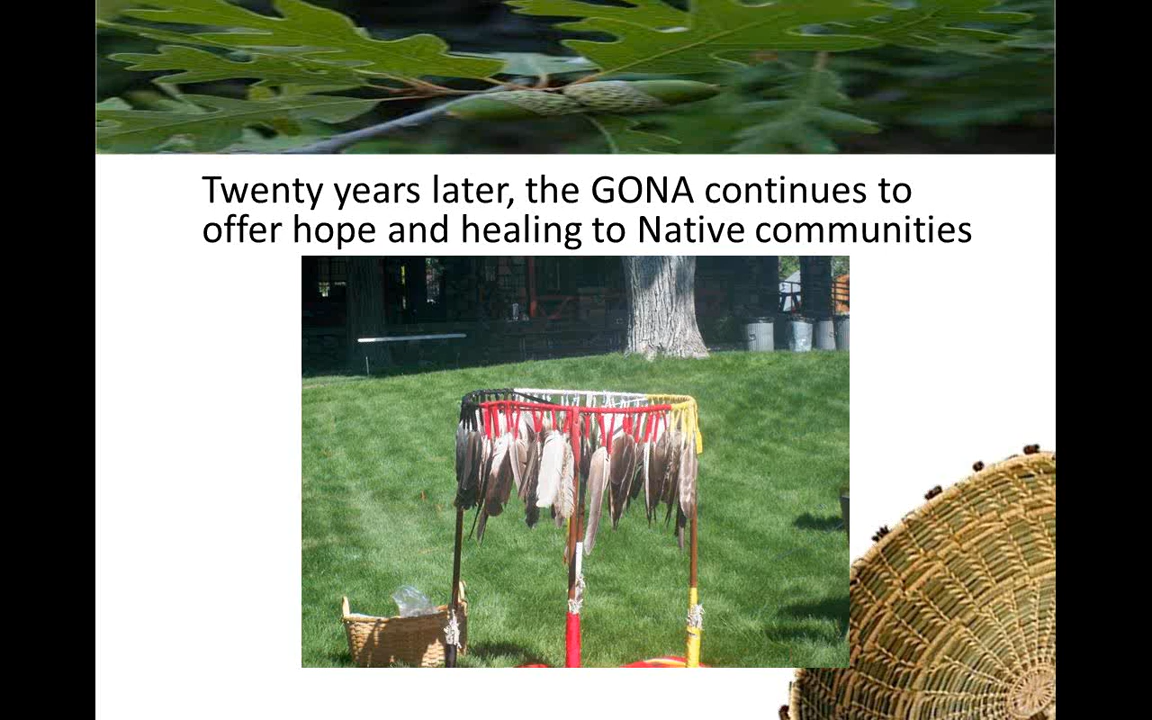 Twenty years later, the GONA continues to
offer hope and healing to Native communities